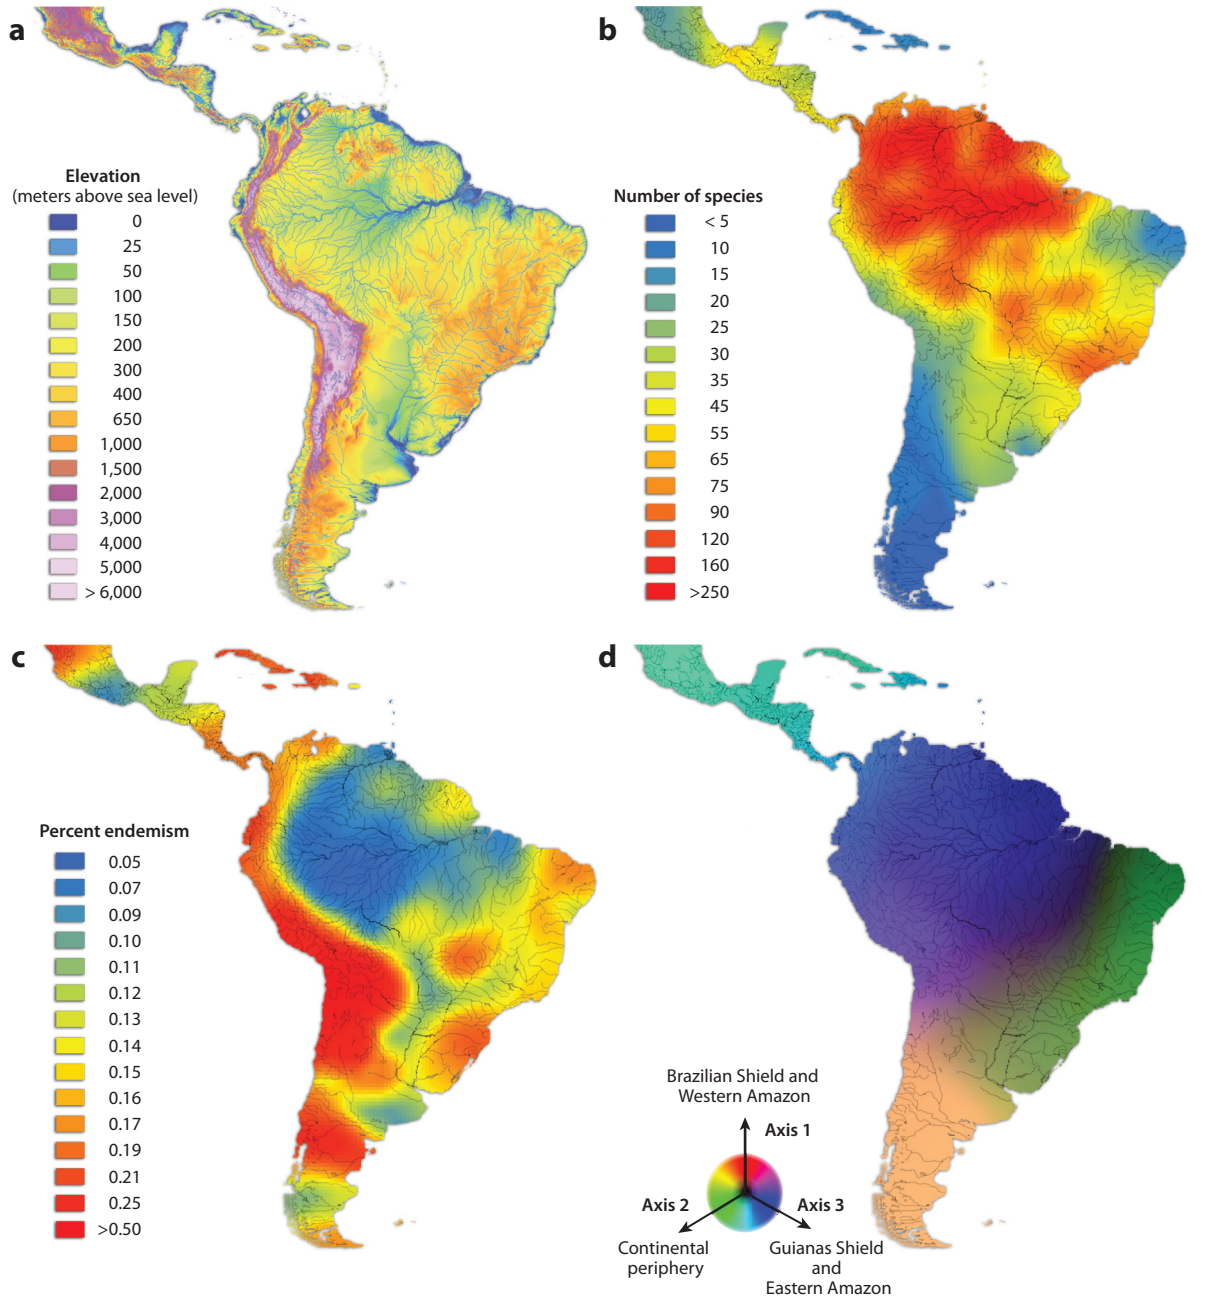 a
Elevation
(meters above sea level)
0
25
50
100
150
200
300
400
650
1,000
1,500
2,000
3,000
4,000
5,000
> 6,000
b
Number of species
< 5
10
15
20
25
30
35
45
55
65
75
90
120
160
>250
c
Percent endemism
0.05
0.07
0.09
0.10
0.11
0.12
0.13
0.14
0.15
0.16
0.17
0.19
0.21
0.25
>0.50
d
Brazilian Shield and
Western Amazon
Axis 1
Axis 2
Axis 3
Continental
periphery
Guianas Shield
and
Eastern Amazon